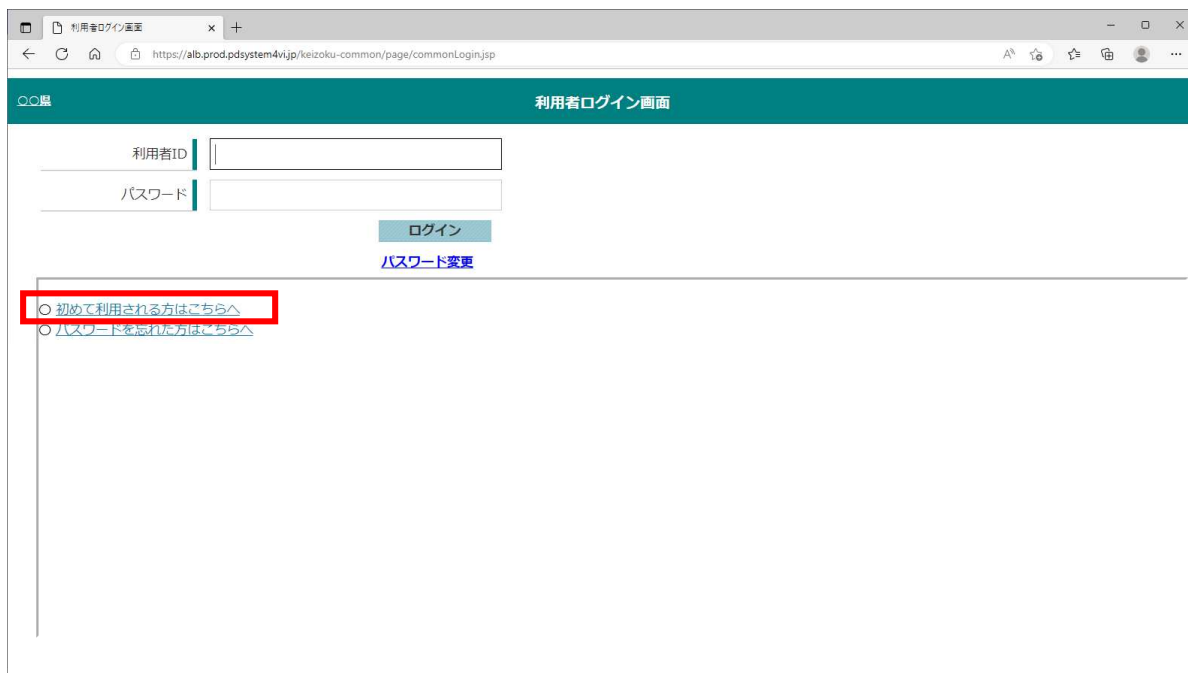 利用者ログイン画面
https://alb.prod.pdsystem4vi.jp/keizoku-common/page/commonLogin.jsp
○○県 利用者ログイン画面
利用者ID
パスワード
ログイン
パスワード変更
○ 初めて利用される方はこちらへ
○ パスワードを忘れた方はこちらへ